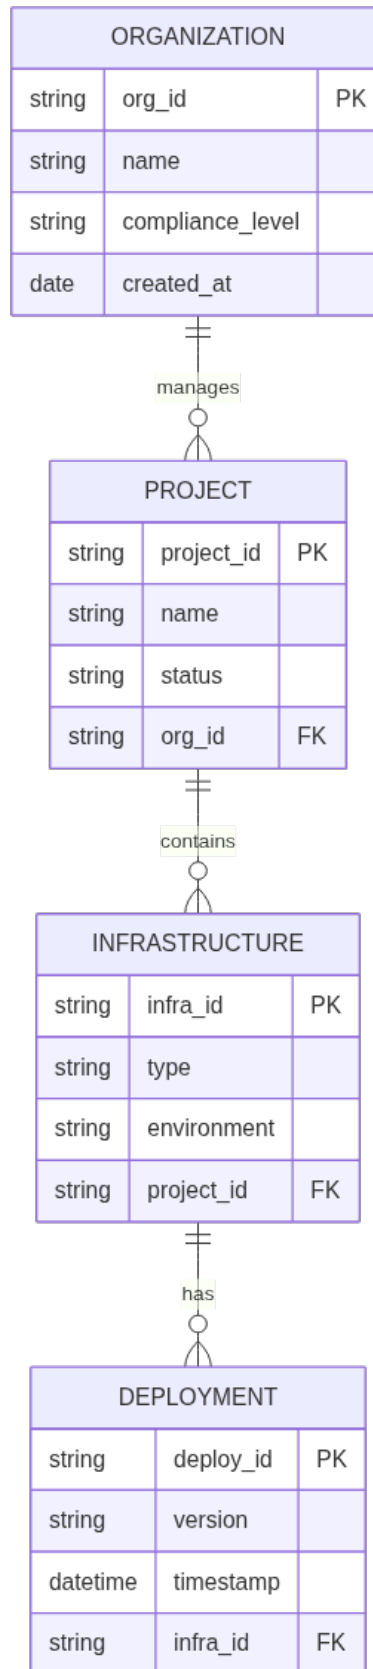 ORGANIZATION
string org_id PK
string name
string compliance_level
date created_at
manages
PROJECT
string project_id PK
string name
string status
string org_id FK
contains
INFRASTRUCTURE
string infra_id PK
string type
string environment
string project_id FK
has
DEPLOYMENT
string deploy_id PK
string version
datetime timestamp
string infra_id FK